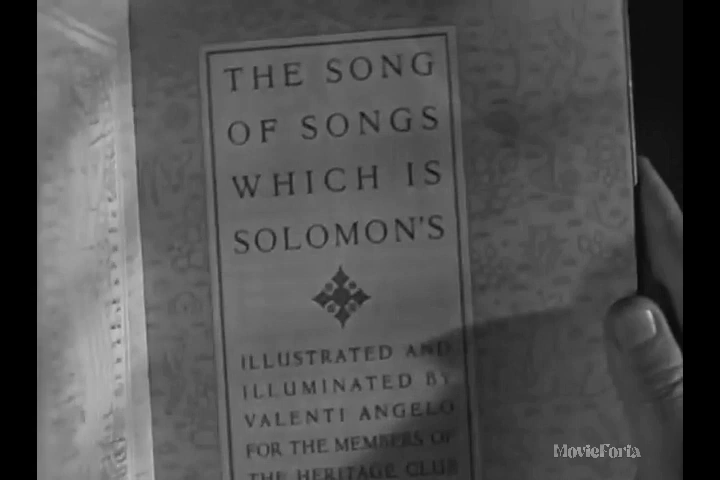 THE SONG
OF SONGS
WHICH IS
SOLOMON'S
ILLUSTRATED AND
ILLUMINATED BY
VALENTI ANGELO
FOR THE MEMBERS OF
THE HERITAGE CLUB
MovieForia